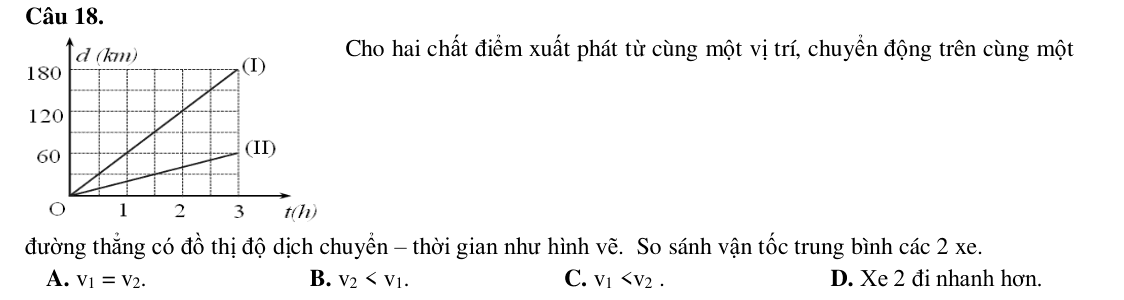 Câu 18.
d (km)
180
(I)
120
60
(II)
O
1
2
3
t(h)
Cho hai chất điểm xuất phát từ cùng một vị trí, chuyển động trên cùng một
đường thẳng có đồ thị độ dịch chuyển – thời gian như hình vẽ. So sánh vận tốc trung bình các 2 xe.
A. v₁ = v₂. B. v₂ < v₁. C. v₁ <v₂ . D. Xe 2 đi nhanh hơn.